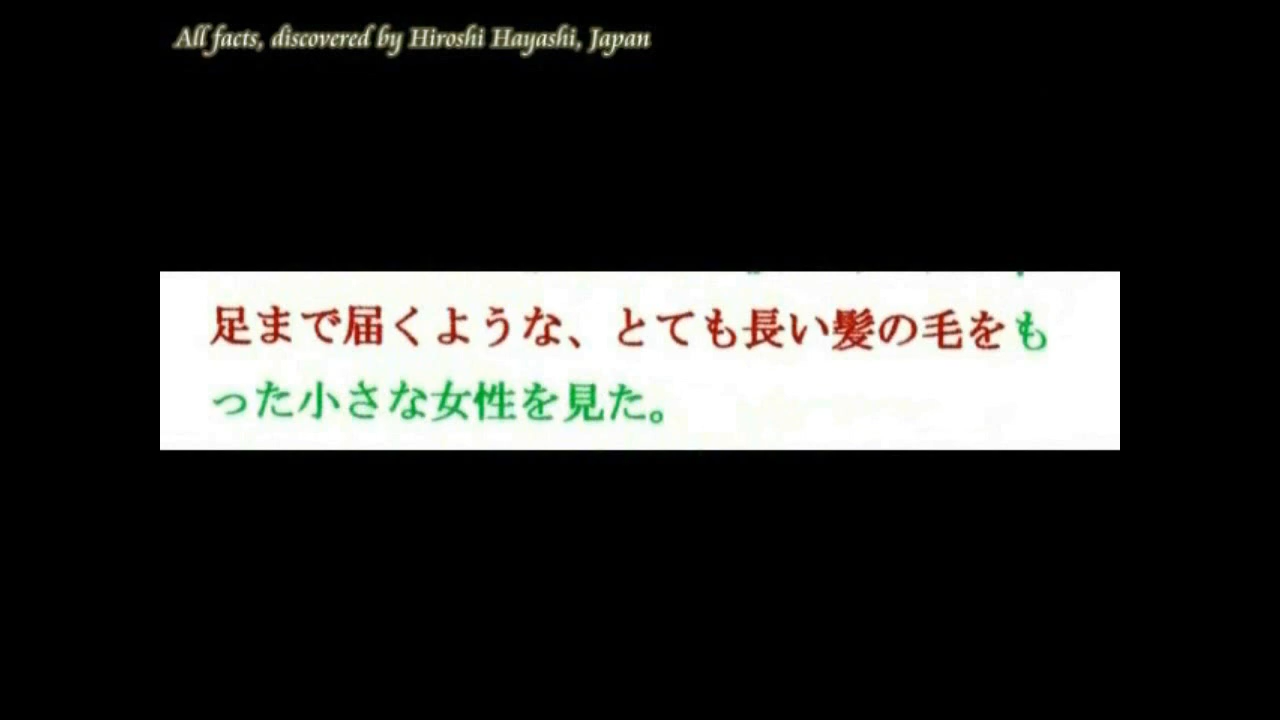 All facts, discovered by Hiroshi Hayashi, Japan
足まで届くような、とても長い髪の毛をも
った小さな女性を見た。